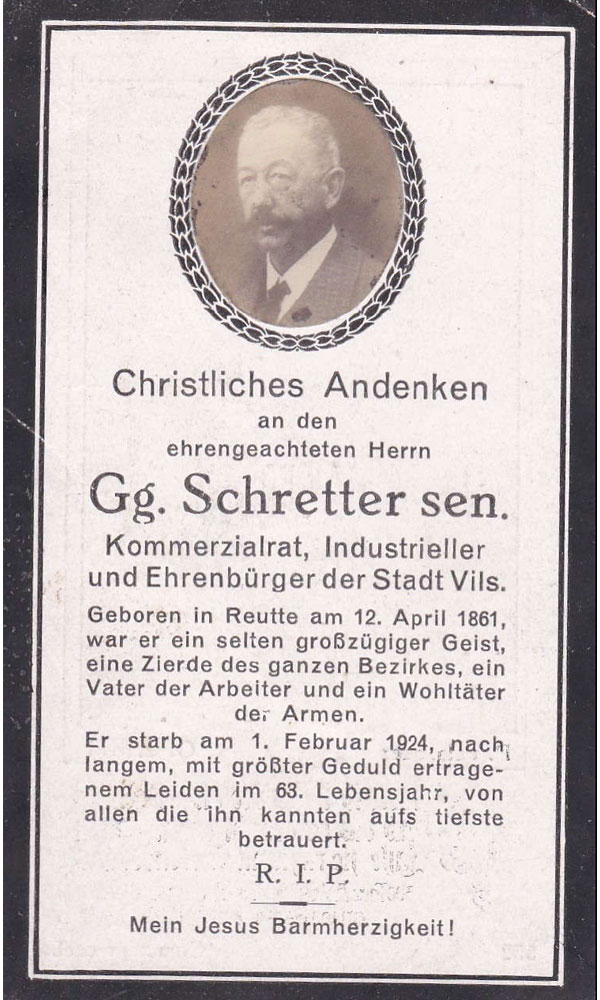 Christliches Andenken
an den
ehrengeachteten Herrn
Gg. Schretter sen.
Kommerzialrat, Industrieller
und Ehrenbürger der Stadt Vils.
Geboren in Reutte am 12. April 1861,
war er ein selten großzügiger Geist,
eine Zierde des ganzen Bezirkes, ein
Vater der Arbeiter und ein Wohltäter
der Armen.
Er starb am 1. Februar 1924, nach
langem, mit größter Geduld ertrage-
nem Leiden im 63. Lebensjahr, von
allen die ihn kannten aufs tiefste
betrauert.
R. I. P.
Mein Jesus Barmherzigkeit!